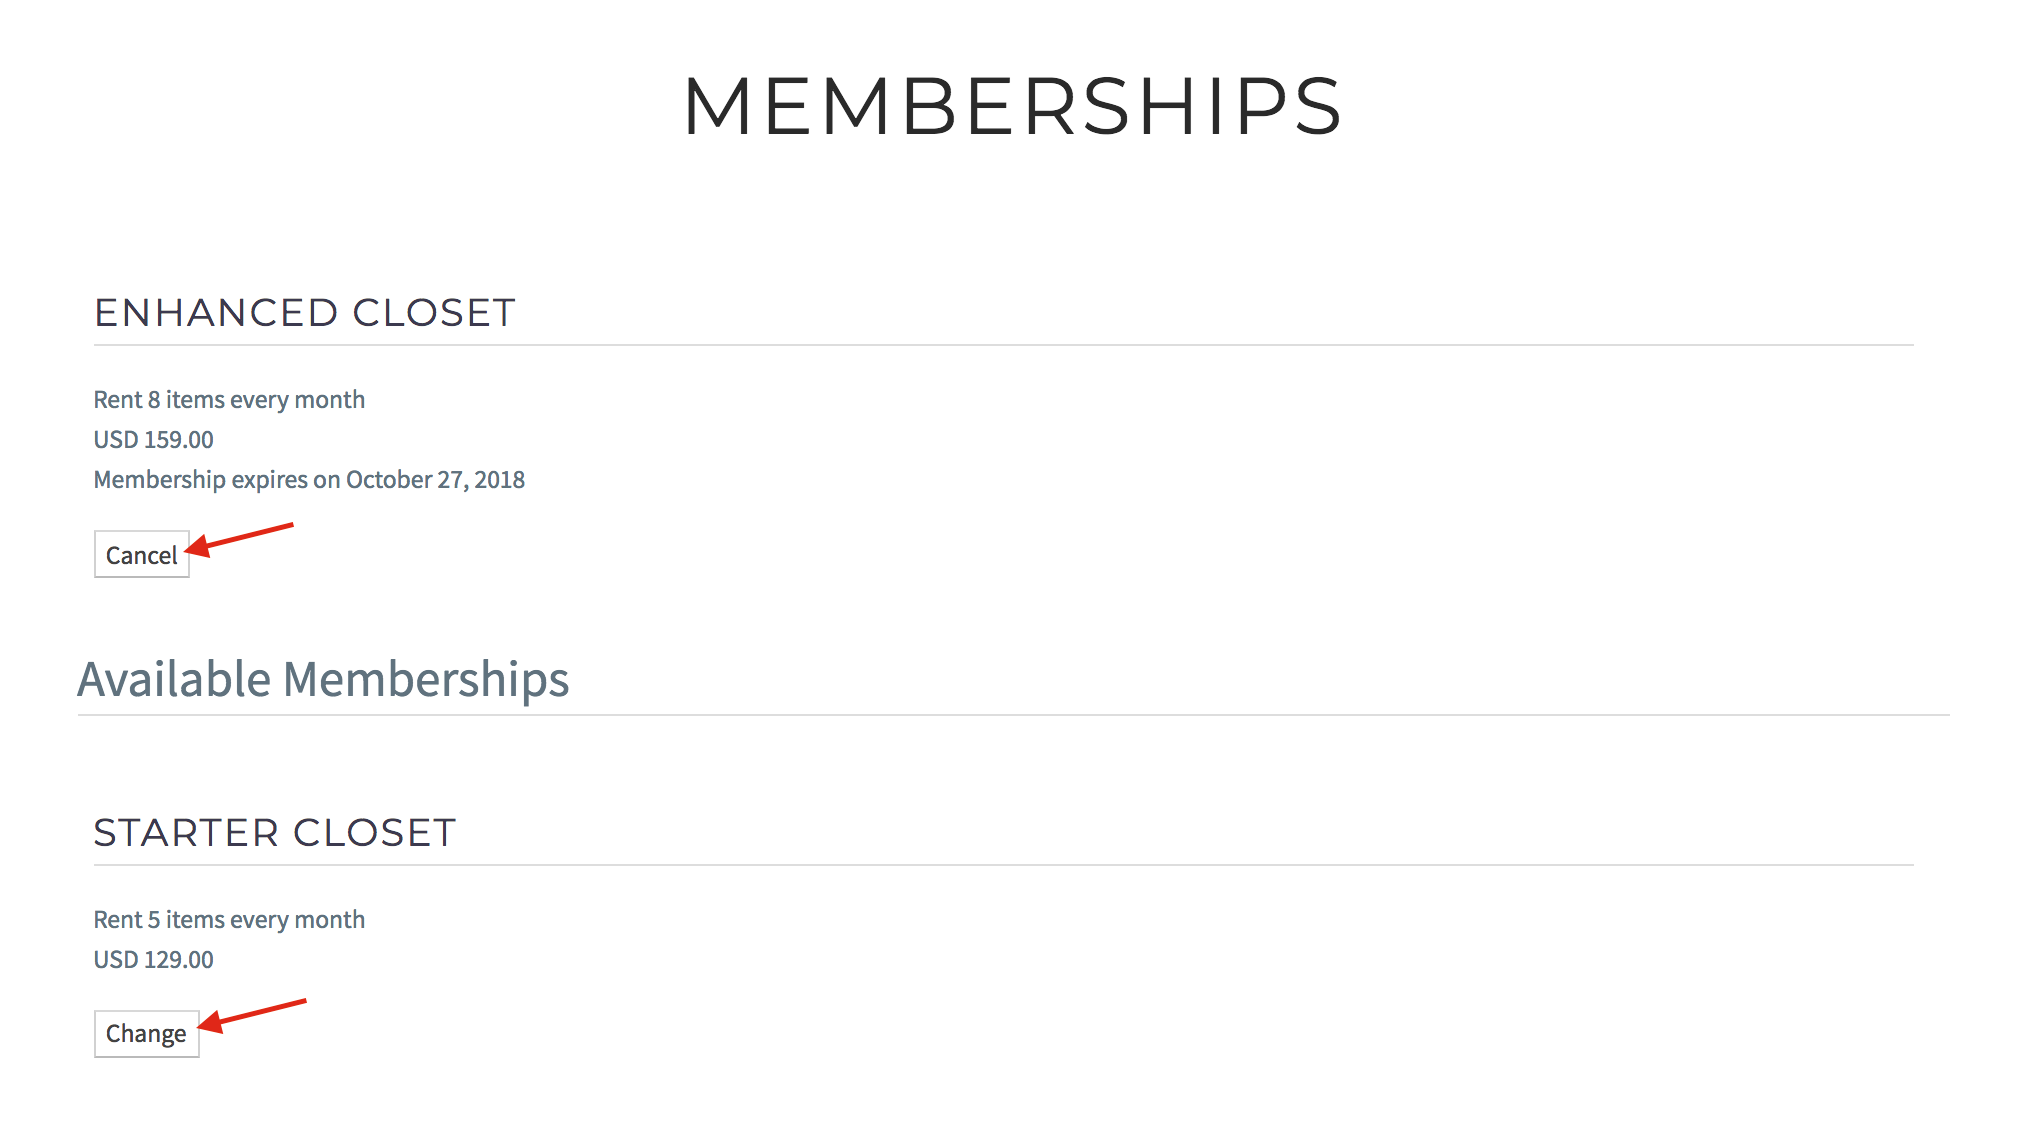 MEMBERSHIPS
ENHANCED CLOSET
Rent 8 items every month
USD 159.00
Membership expires on October 27, 2018
Cancel
Available Memberships
STARTER CLOSET
Rent 5 items every month
USD 129.00
Change